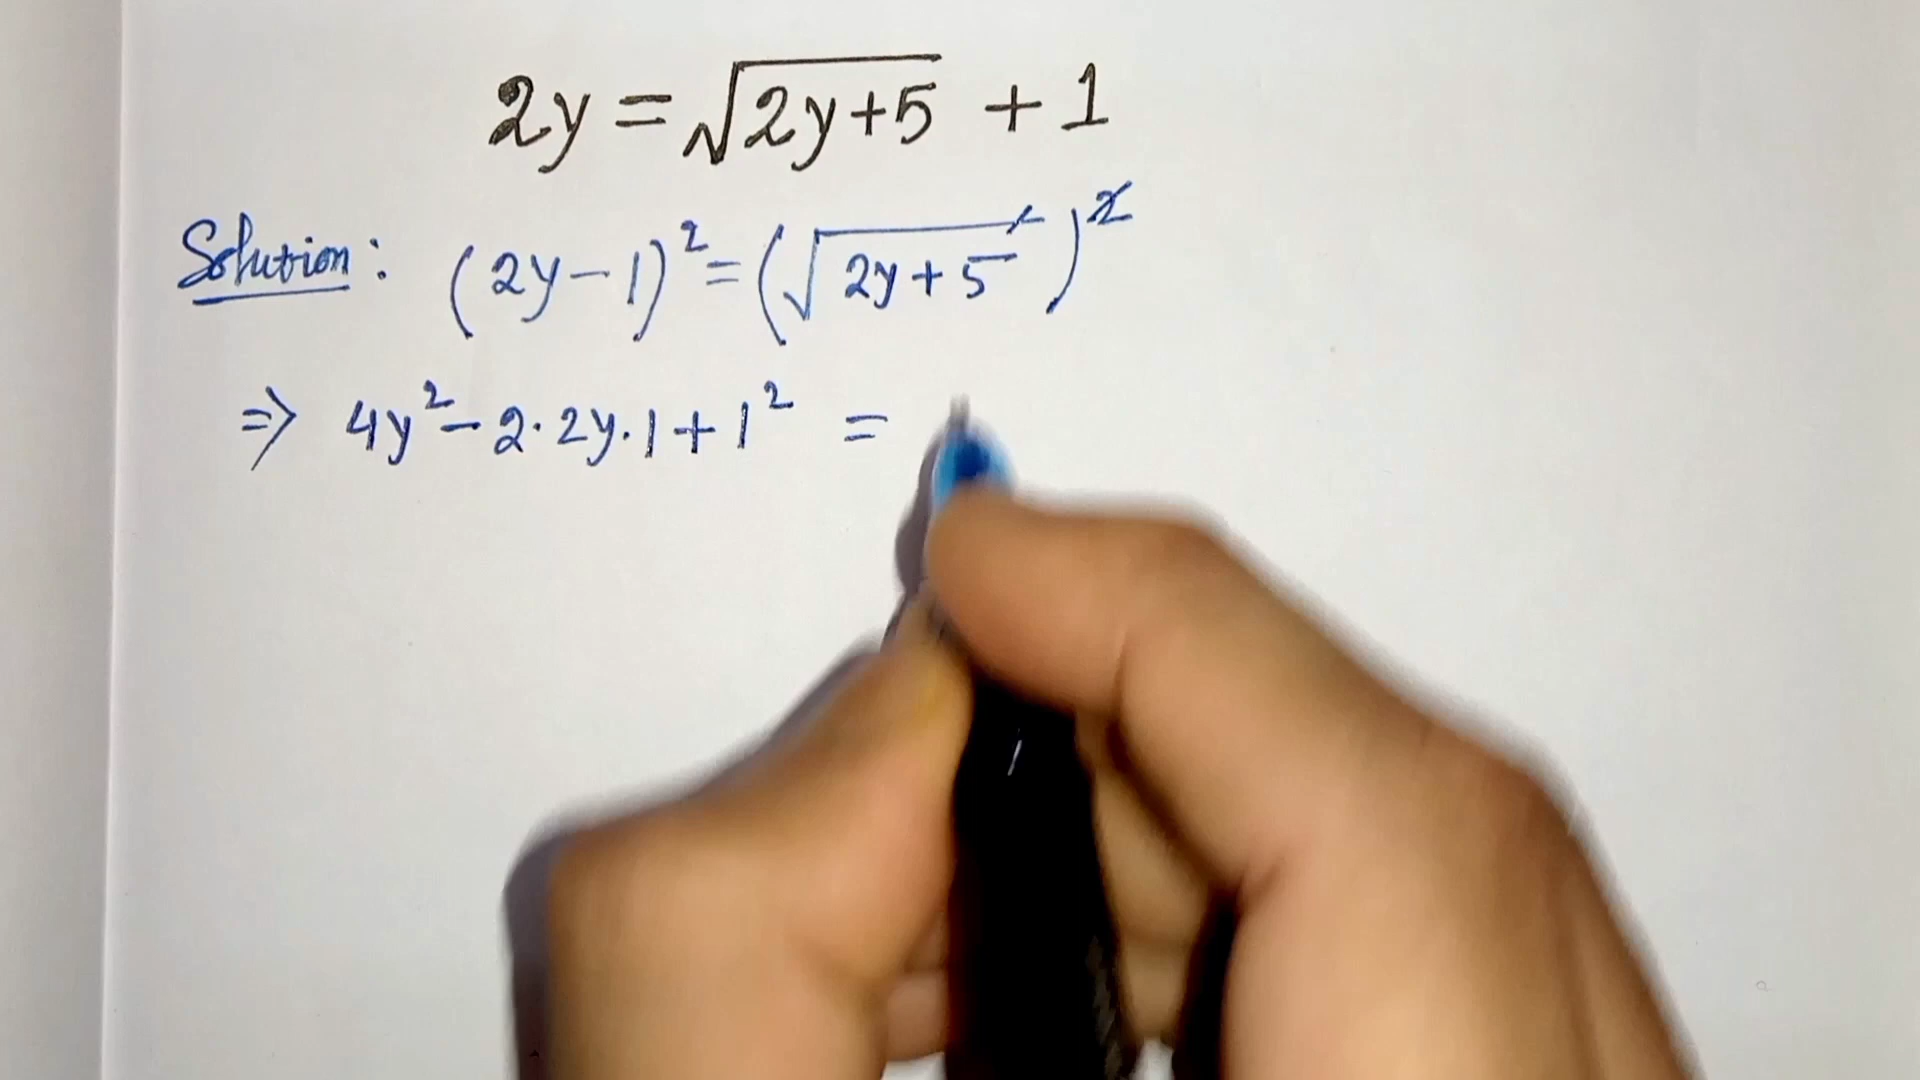 2y = √(2y+5) + 1
Solution: (2y-1)² = (√(2y+5))²
⇒ 4y² - 2·2y·1 + 1² =